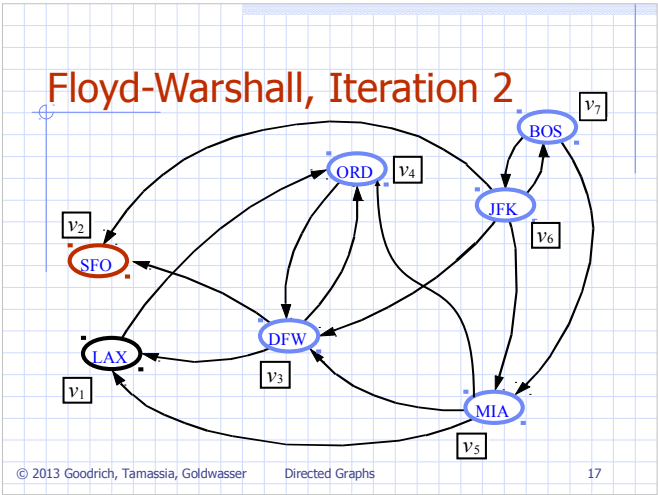 Floyd-Warshall, Iteration 2
BOS
v7
ORD
v4
JFK
v6
v2
SFO
DFW
v3
LAX
v1
MIA
v5
© 2013 Goodrich, Tamassia, Goldwasser Directed Graphs 17